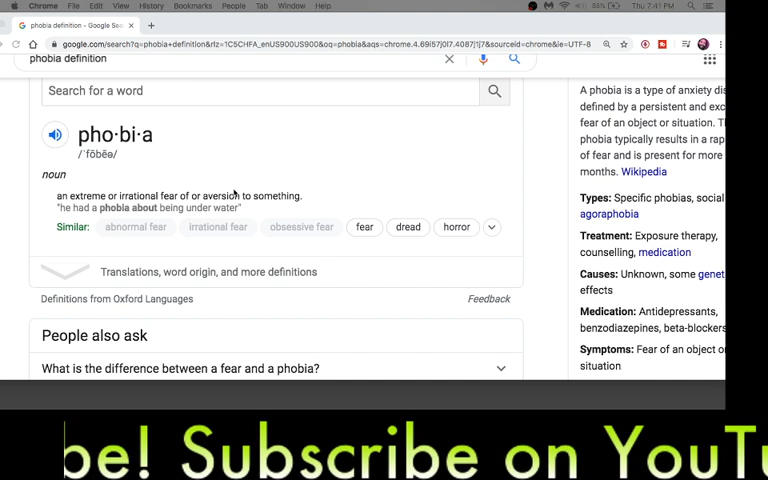 Chrome File Edit View History Bookmarks People Tab Window Help 88% Thu 7:41 PM
phobia definition - Google Sea
google.com/search?q=phobia+definition&rlz=1C5CHFA_enUS900US900&oq=phobia&aqs=chrome.4.69i57j0l7.4087j1j7&sourceid=chrome&ie=UTF-8
phobia definition
Search for a word
pho·bi·a
/ˈfōbēə/
noun
an extreme or irrational fear of or aversion to something.
"he had a phobia about being under water"
Similar: abnormal fear irrational fear obsessive fear fear dread horror
Translations, word origin, and more definitions
Definitions from Oxford Languages Feedback
People also ask
What is the difference between a fear and a phobia?
A phobia is a type of anxiety dis
defined by a persistent and exc
fear of an object or situation. T
phobia typically results in a rap
of fear and is present for more
months. Wikipedia
Types: Specific phobias, social
agoraphobia
Treatment: Exposure therapy,
counselling, medication
Causes: Unknown, some genet
effects
Medication: Antidepressants,
benzodiazepines, beta-blockers
Symptoms: Fear of an object or
situation
be! Subscribe on YouTu